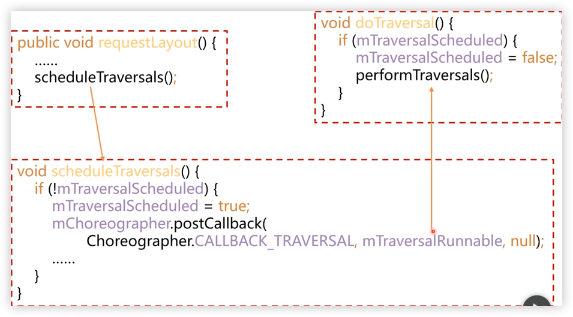 public void requestLayout() {
......
scheduleTraversals();
}
void doTraversal() {
if (mTraversalScheduled) {
mTraversalScheduled = false;
performTraversals();
}
}
void scheduleTraversals() {
if (!mTraversalScheduled) {
mTraversalScheduled = true;
mChoreographer.postCallback(
Choreographer.CALLBACK_TRAVERSAL, mTraversalRunnable, null);
......
}
}